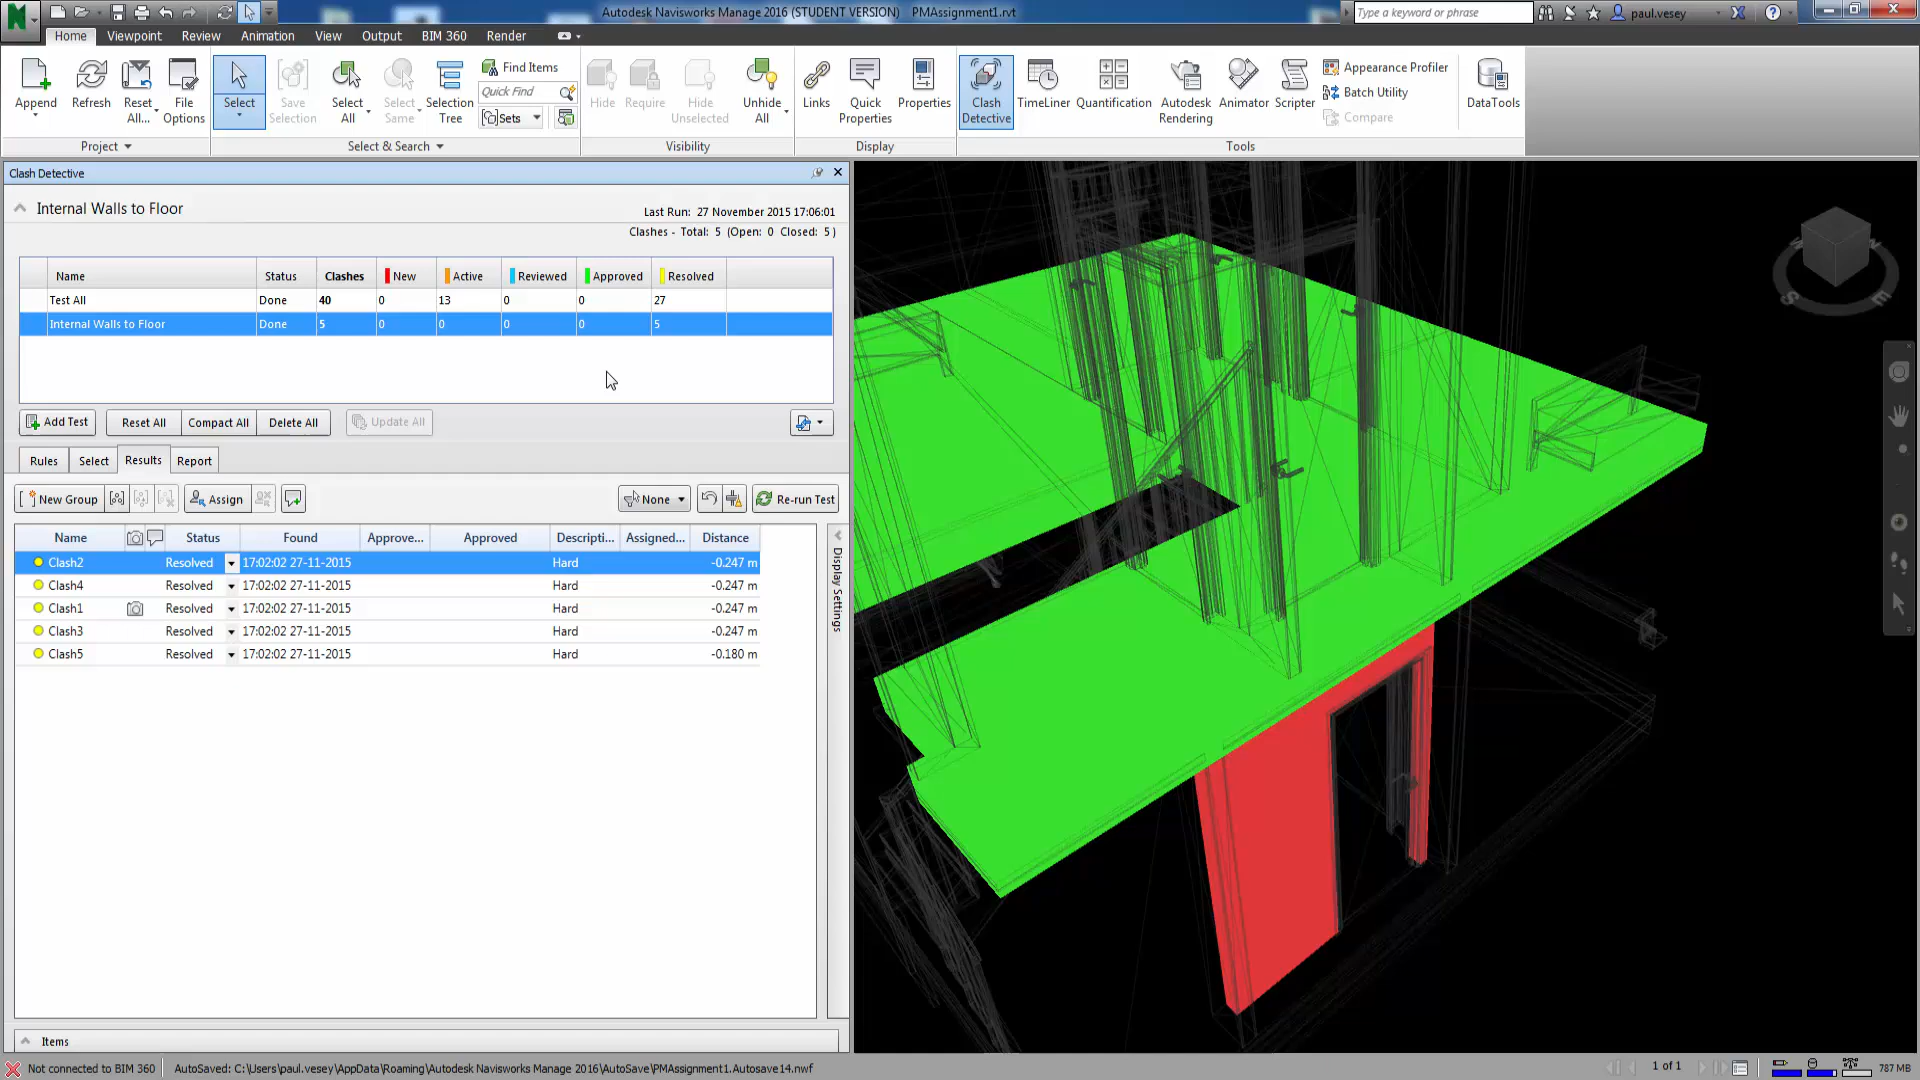 Autodesk Navisworks Manage 2016 (STUDENT VERSION) PMAssignment1.rvt
Type a keyword or phrase
paul.vesey
Home Viewpoint Review Animation View Output BIM 360 Render
Append Refresh Reset All... File Options
Project
Select Save Selection Select All Select Same Selection Tree Find Items
Quick Find
Sets
Select & Search
Hide Require Hide Unselected Unhide All
Visibility
Links Quick Properties Properties
Display
Clash Detective TimeLiner Quantification Autodesk Rendering Animator Scripter Appearance Profiler
Batch Utility
Compare
DataTools
Tools
Clash Detective
Internal Walls to Floor
Last Run: 27 November 2015 17:06:01
Clashes - Total: 5 (Open: 0 Closed: 5 )
Name Status Clashes New Active Reviewed Approved Resolved
Test All Done 40 0 13 0 0 27
Internal Walls to Floor Done 5 0 0 0 0 5
Add Test Reset All Compact All Delete All Update All
Rules Select Results Report
New Group Assign None Re-run Test
Name Status Found Approve... Approved Descripti... Assigned... Distance
Clash2 Resolved 17:02:02 27-11-2015 Hard -0.247 m
Clash4 Resolved 17:02:02 27-11-2015 Hard -0.247 m
Clash1 Resolved 17:02:02 27-11-2015 Hard -0.247 m
Clash3 Resolved 17:02:02 27-11-2015 Hard -0.247 m
Clash5 Resolved 17:02:02 27-11-2015 Hard -0.180 m
Display Settings
Items
S E
Not connected to BIM 360 AutoSaved: C:\Users\paul.vesey\AppData\Roaming\Autodesk Navisworks Manage 2016\AutoSave\PMAssignment1.Autosave14.nwf
1 of 1
787 MB